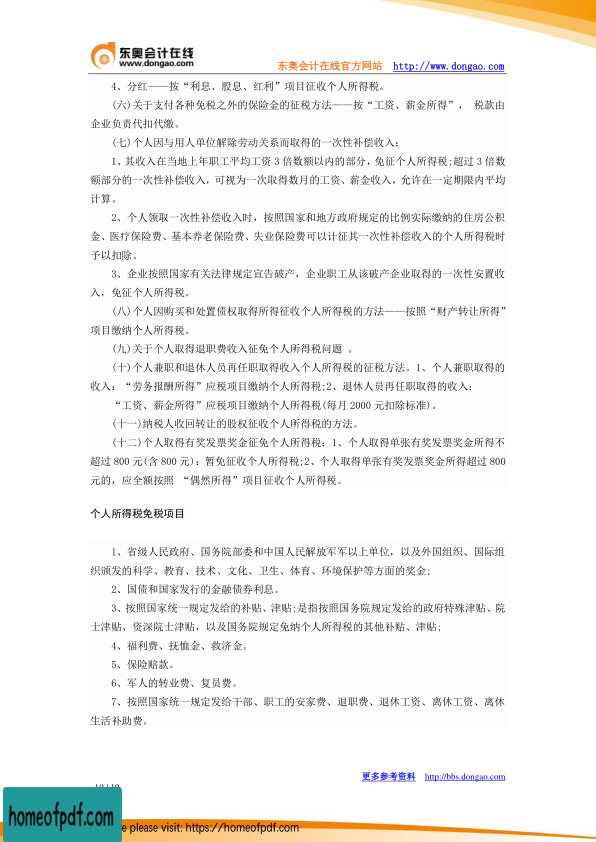 东奥会计在线
www.dongao.com
东奥会计在线官方网站 http://www.dongao.com
4、分红——按“利息、股息、红利”项目征收个人所得税。
(六)关于支付各种免税之外的保险金的征税方法——按“工资、薪金所得”， 税款由
企业负责代扣代缴。
(七)个人因与用人单位解除劳动关系而取得的一次性补偿收入:
1、其收入在当地上年职工平均工资 3 倍数额以内的部分，免征个人所得税;超过 3 倍数
额部分的一次性补偿收入，可视为一次取得数月的工资、薪金收入，允许在一定期限内平均
计算。
2、个人领取一次性补偿收入时，按照国家和地方政府规定的比例实际缴纳的住房公积
金、医疗保险费、基本养老保险费、失业保险费可以计征其一次性补偿收入的个人所得税时
予以扣除。
3、企业按照国家有关法律规定宣告破产，企业职工从该破产企业取得的一次性安置收
入，免征个人所得税。
(八)个人因购买和处置债权取得所得征收个人所得税的方法——按照“财产转让所得”
项目缴纳个人所得税。
(九)关于个人取得退职费收入征免个人所得税问题 。
(十)个人兼职和退休人员再任职取得收入个人所得税的征税方法。1、个人兼职取得的
收入: “劳务报酬所得”应税项目缴纳个人所得税;2、退休人员再任职取得的收入:
“工资、薪金所得”应税项目缴纳个人所得税(每月 2000 元扣除标准)。
(十一)纳税人收回转让的股权征收个人所得税的方法。
(十二)个人取得有奖发票奖金征免个人所得税: 1、个人取得单张有奖发票奖金所得不
超过 800 元(含 800 元): 暂免征收个人所得税;2、个人取得单张有奖发票奖金所得超过 800
元的，应全额按照 “偶然所得”项目征收个人所得税。
个人所得税免税项目
1、省级人民政府、国务院部委和中国人民解放军军以上单位，以及外国组织、国际组
织颁发的科学、教育、技术、文化、卫生、体育、环境保护等方面的奖金;
2、国债和国家发行的金融债券利息。
3、按照国家统一规定发给的补贴、津贴;是指按照国务院规定发给的政府特殊津贴、院
士津贴、资深院士津贴，以及国务院规定免纳个人所得税的其他补贴、津贴;
4、福利费、抚恤金、救济金。
5、保险赔款。
6、军人的转业费、复员费。
7、按照国家统一规定发给干部、职工的安家费、退职费、退休工资、离休工资、离休
生活补助费。
更多参考资料 http://bbs.dongao.com
homeofpdf.com
please visit: https://homeofpdf.com